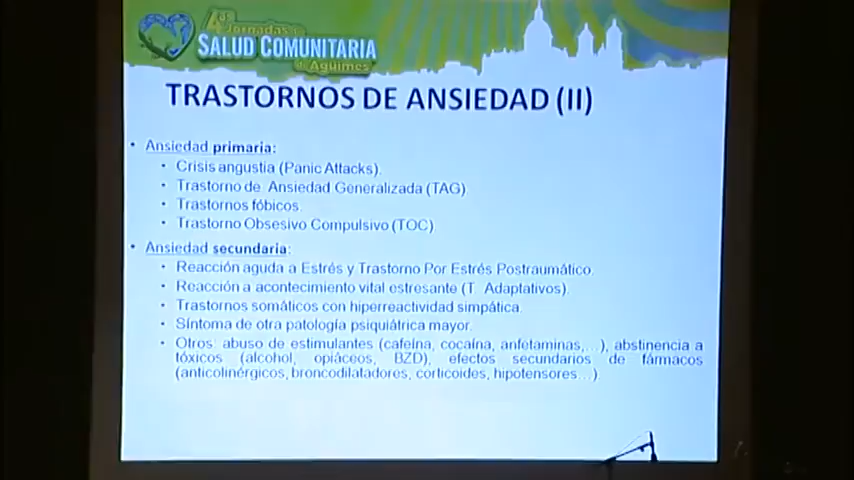 4as Jornadas de
SALUD COMUNITARIA
de Agüimes
TRASTORNOS DE ANSIEDAD (II)
• Ansiedad primaria:
• Crisis angustia (Panic Attacks).
• Trastorno de Ansiedad Generalizada (TAG)
• Trastornos fóbicos.
• Trastorno Obsesivo Compulsivo (TOC)
• Ansiedad secundaria:
• Reacción aguda a Estrés y Trastorno Por Estrés Postraumático.
• Reacción a acontecimiento vital estresante (T. Adaptativos).
• Trastornos somáticos con hiperreactividad simpática.
• Síntoma de otra patología psiquiátrica mayor.
• Otros: abuso de estimulantes (cafeína, cocaína, anfetaminas,…), abstinencia a
tóxicos (alcohol, opiáceos, BZD), efectos secundarios de fármacos
(anticolinérgicos, broncodilatadores, corticoides, hipotensores…)